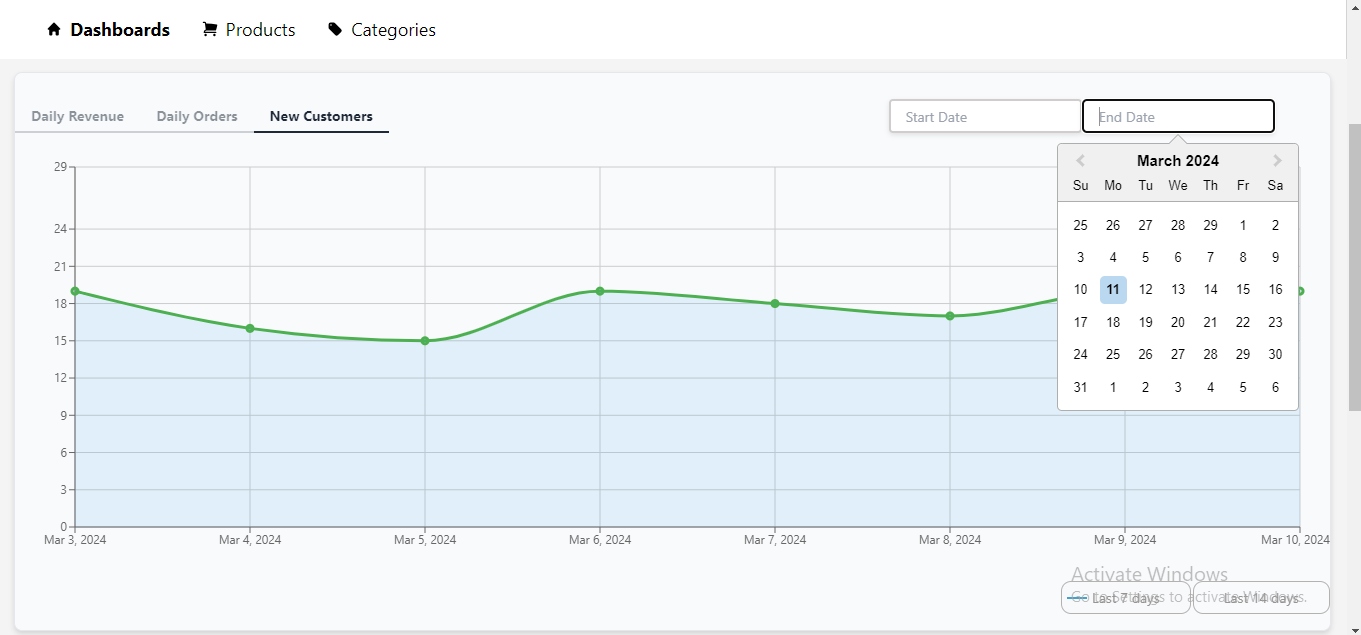 Dashboards Products Categories
Daily Revenue Daily Orders New Customers Start Date End Date
March 2024
Su Mo Tu We Th Fr Sa
25 26 27 28 29 1 2
3 4 5 6 7 8 9
10 11 12 13 14 15 16
17 18 19 20 21 22 23
24 25 26 27 28 29 30
31 1 2 3 4 5 6
29
24
21
18
15
12
9
6
3
0
Mar 3, 2024 Mar 4, 2024 Mar 5, 2024 Mar 6, 2024 Mar 7, 2024 Mar 8, 2024 Mar 9, 2024 Mar 10, 2024
Activate Windows
Go to Settings to activate Windows.
Last 7 days Last 14 days